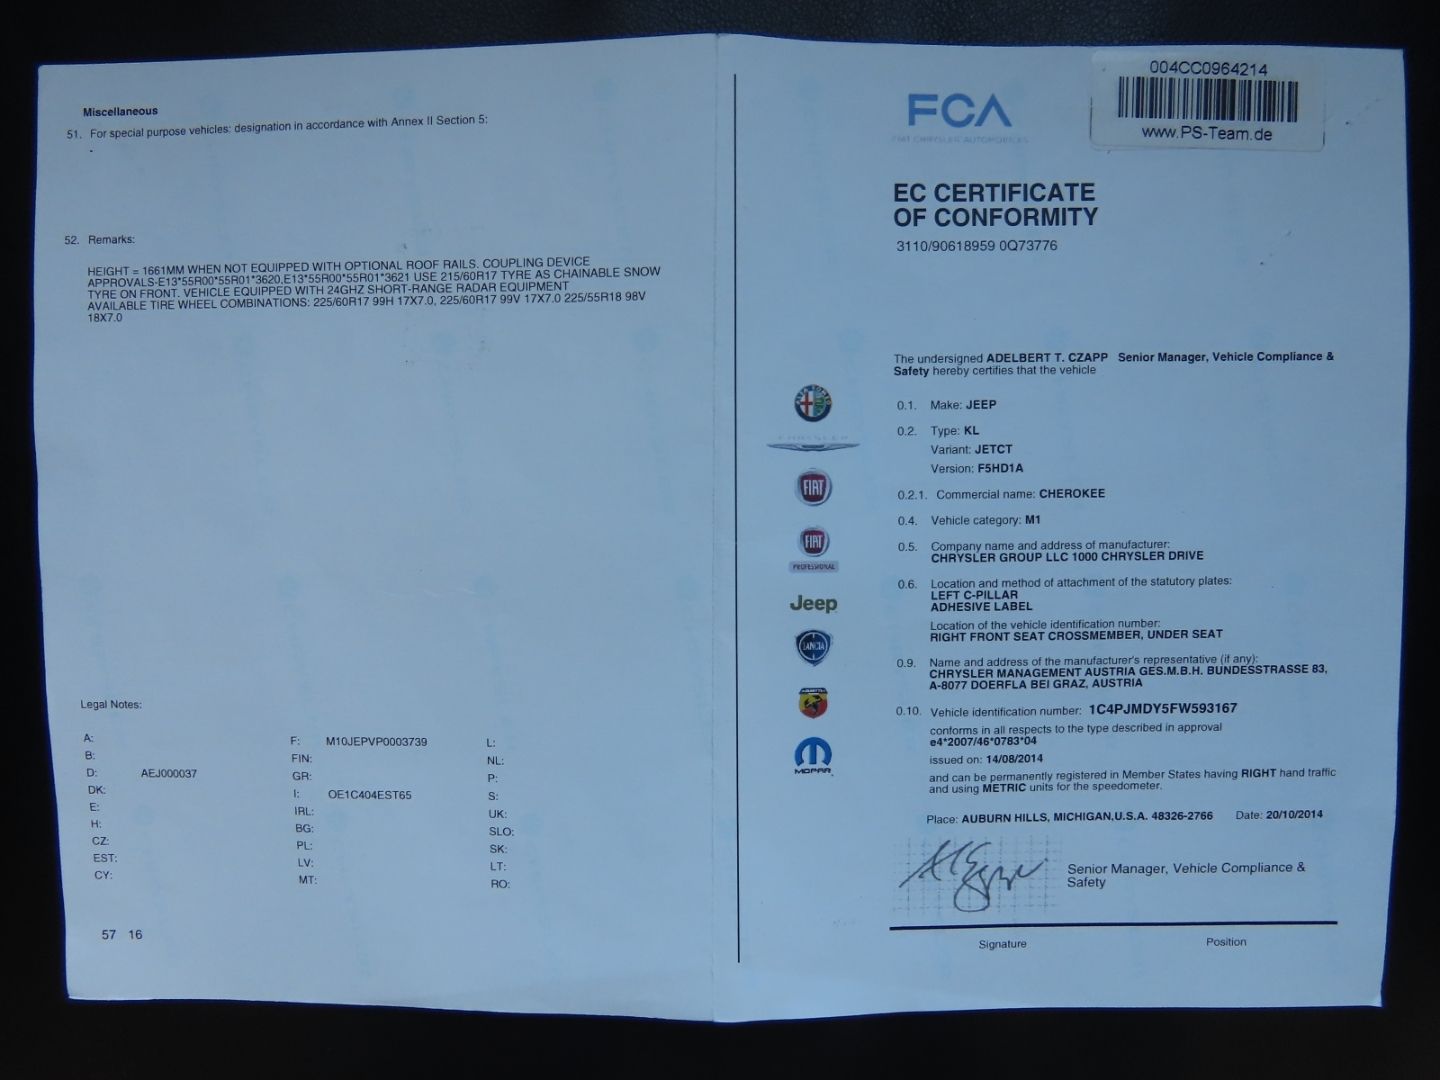 Miscellaneous
51. For special purpose vehicles: designation in accordance with Annex II Section 5:
-
52. Remarks:
HEIGHT = 1661MM WHEN NOT EQUIPPED WITH OPTIONAL ROOF RAILS. COUPLING DEVICE
APPROVALS-E13*55R00*55R01*3620,E13*55R00*55R01*3621 USE 215/60R17 TYRE AS CHAINABLE SNOW
TYRE ON FRONT. VEHICLE EQUIPPED WITH 24GHZ SHORT-RANGE RADAR EQUIPMENT
AVAILABLE TIRE WHEEL COMBINATIONS: 225/60R17 99H 17X7.0, 225/60R17 99V 17X7.0 225/55R18 98V
18X7.0
Legal Notes:
A:
B:
D: AEJ000037
DK:
E:
H:
CZ:
EST:
CY:
F: M10JEPVP0003739
FIN:
GR:
I: OE1C404EST65
IRL:
BG:
PL:
LV:
MT:
L:
NL:
P:
S:
UK:
SLO:
SK:
LT:
RO:
57 16
004CC0964214
www.PS-Team.de
FCA
FIAT CHRYSLER AUTOMOBILES
EC CERTIFICATE
OF CONFORMITY
3110/90618959 0Q73776
The undersigned ADELBERT T. CZAPP Senior Manager, Vehicle Compliance &
Safety hereby certifies that the vehicle
0.1. Make: JEEP
0.2. Type: KL
Variant: JETCT
Version: F5HD1A
0.2.1. Commercial name: CHEROKEE
0.4. Vehicle category: M1
0.5. Company name and address of manufacturer:
CHRYSLER GROUP LLC 1000 CHRYSLER DRIVE
0.6. Location and method of attachment of the statutory plates:
LEFT C-PILLAR
ADHESIVE LABEL
Location of the vehicle identification number:
RIGHT FRONT SEAT CROSSMEMBER, UNDER SEAT
0.9. Name and address of the manufacturer's representative (if any):
CHRYSLER MANAGEMENT AUSTRIA GES.M.B.H. BUNDESSTRASSE 83,
A-8077 DOERFLA BEI GRAZ, AUSTRIA
0.10. Vehicle identification number: 1C4PJMDY5FW593167
conforms in all respects to the type described in approval
e4*2007/46*0783*04
issued on: 14/08/2014
and can be permanently registered in Member States having RIGHT hand traffic
and using METRIC units for the speedometer.
Place: AUBURN HILLS, MICHIGAN,U.S.A. 48326-2766 Date: 20/10/2014
Senior Manager, Vehicle Compliance &
Safety
Signature Position
ALFA ROMEO
CHRYSLER
FIAT
FIAT
PROFESSIONAL
Jeep
LANCIA
ABARTH
MOPAR